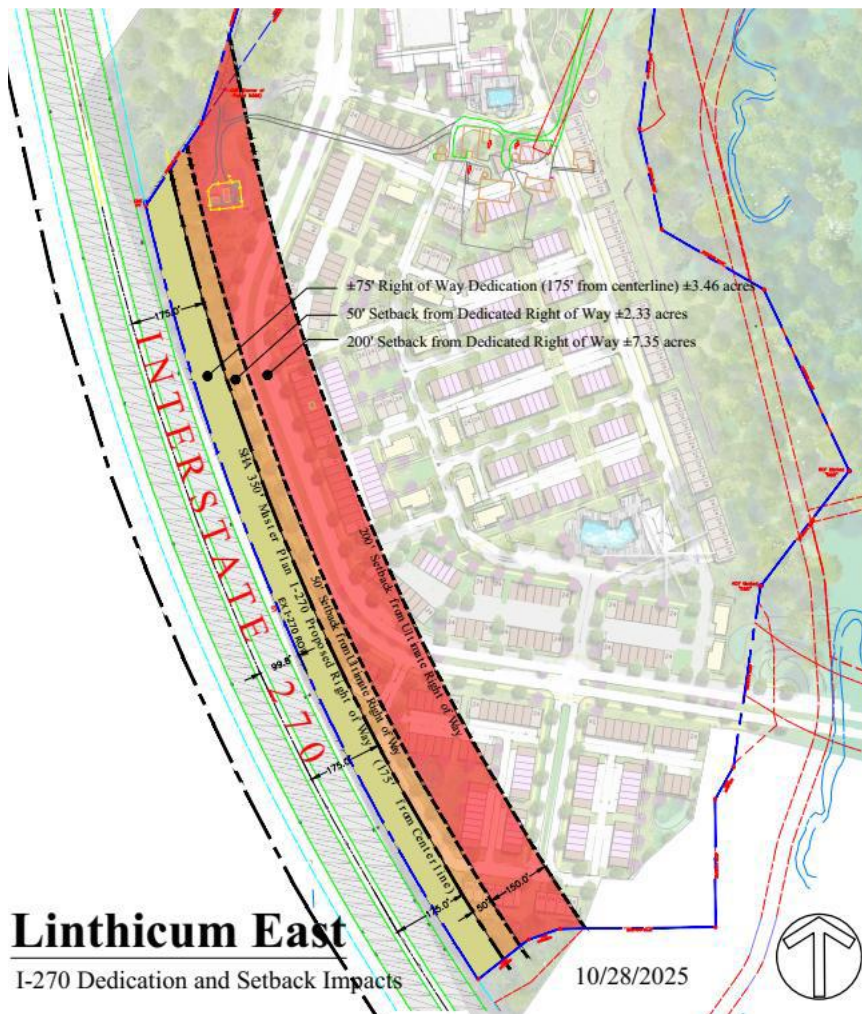 ±75' Right of Way Dedication (175' from centerline) ±3.46 acres
50' Setback from Dedicated Right of Way ±2.33 acres
200' Setback from Dedicated Right of Way ±7.35 acres
175.0'
INTERSTATE 270
SHA 350' Master Plan I-270 Proposed Right of Way (175' from Centerline)
50' Setback from Ultimate Right of Way
200' Setback from Ultimate Right of Way
EX I-270 ROW
99.8'
175.0'
175.0'
50'
150.0'
Linthicum East
I-270 Dedication and Setback Impacts
10/28/2025